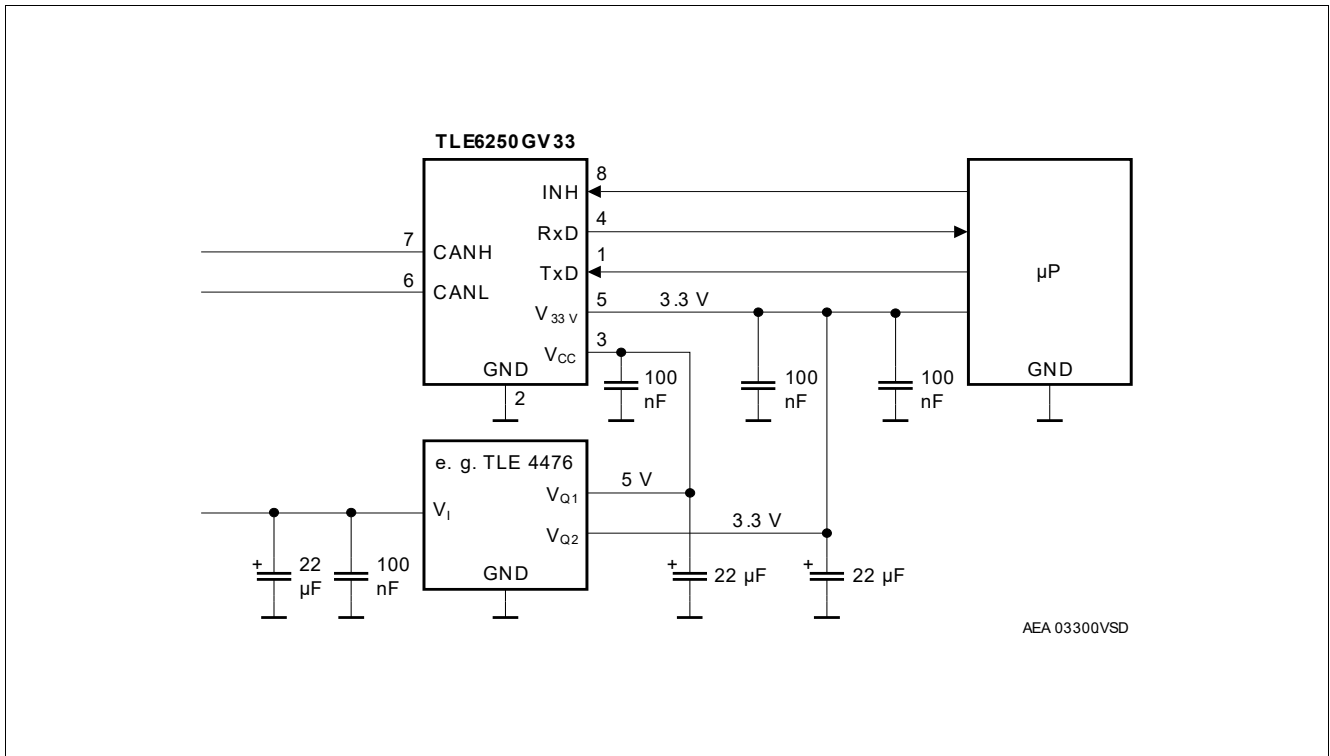 TLE6250GV33
8
INH
4
RxD
7
CANH
1
TxD
µP
6
CANL
5
3.3 V
V33 V
3
VCC
GND
2
100
nF
100
nF
100
nF
GND
e. g. TLE 4476
5 V
VQ1
VI
3.3 V
VQ2
+
22
µF
100
nF
GND
+
22 µF
+
22 µF
AEA 03300.VSD